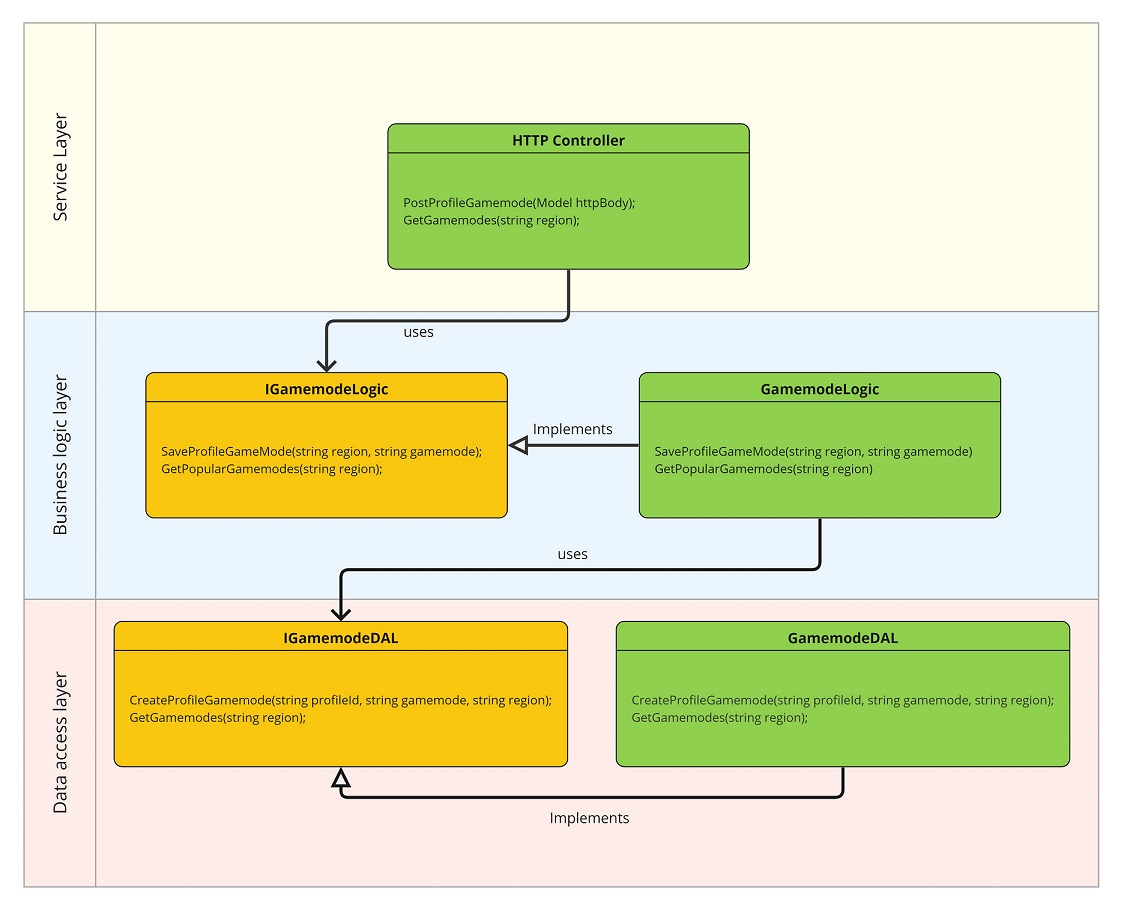 Service Layer
HTTP Controller
PostProfileGamemode(Model httpBody);
GetGamemodes(string region);
uses
Business logic layer
IGamemodeLogic
SaveProfileGameMode(string region, string gamemode);
GetPopularGamemodes(string region);
Implements
GamemodeLogic
SaveProfileGameMode(string region, string gamemode)
GetPopularGamemodes(string region)
uses
Data access layer
IGamemodeDAL
CreateProfileGamemode(string profileId, string gamemode, string region);
GetGamemodes(string region);
GamemodeDAL
CreateProfileGamemode(string profileId, string gamemode, string region);
GetGamemodes(string region);
Implements